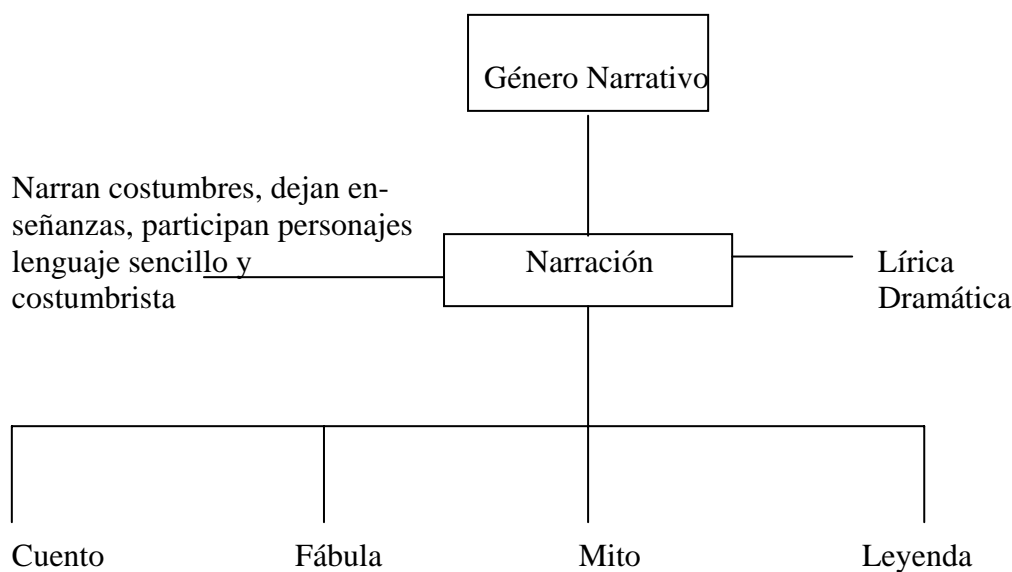 Género Narrativo
Narran costumbres, dejan en-
señanzas, participan personajes
lenguaje sencillo y
costumbrista
Narración
Lírica
Dramática
Cuento
Fábula
Mito
Leyenda